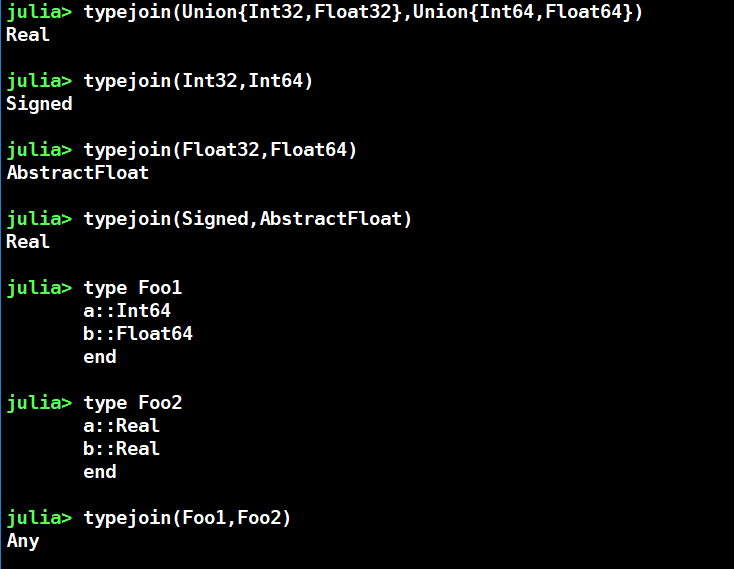 julia> typejoin(Union{Int32,Float32},Union{Int64,Float64})
Real
julia> typejoin(Int32,Int64)
Signed
julia> typejoin(Float32,Float64)
AbstractFloat
julia> typejoin(Signed,AbstractFloat)
Real
julia> type Foo1
a::Int64
b::Float64
end
julia> type Foo2
a::Real
b::Real
end
julia> typejoin(Foo1,Foo2)
Any